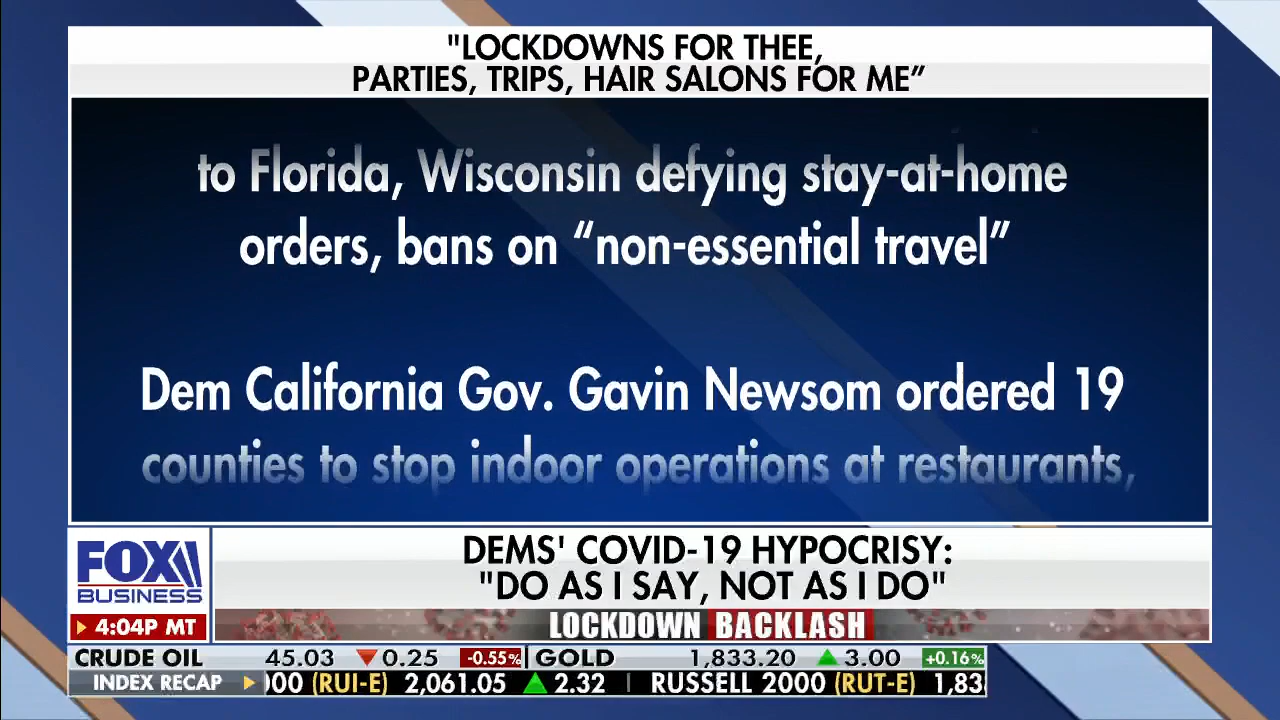 "LOCKDOWNS FOR THEE,
PARTIES, TRIPS, HAIR SALONS FOR ME”
to Florida, Wisconsin defying stay-at-home
orders, bans on “non-essential travel”
Dem California Gov. Gavin Newsom ordered 19
counties to stop indoor operations at restaurants,
FOX
BUSINESS
4:04P MT
DEMS' COVID-19 HYPOCRISY:
"DO AS I SAY, NOT AS I DO"
LOCKDOWN BACKLASH
CRUDE OIL 45.03 ▼0.25 -0.55% GOLD 1,833.20 ▲3.00 +0.16%
INDEX RECAP 00 (RUI-E) 2,061.05 ▲2.32 | RUSSELL 2000 (RUT-E) 1,83